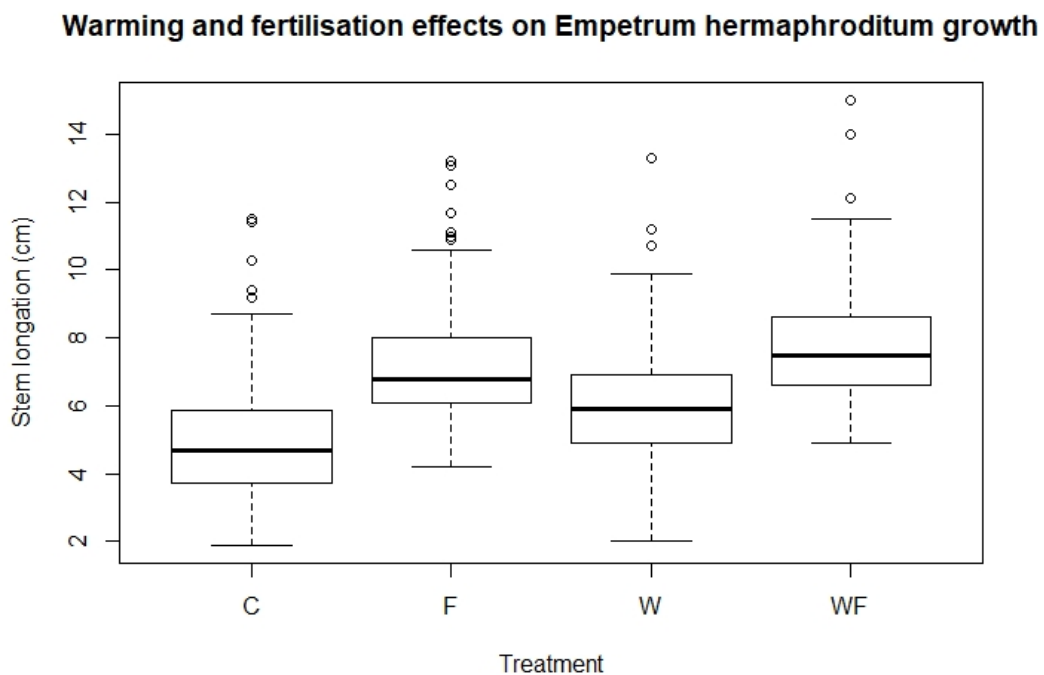 Warming and fertilisation effects on Empetrum hermaphroditum growth
Stem longation (cm)
14
12
10
8
6
4
2
C F W WF
Treatment